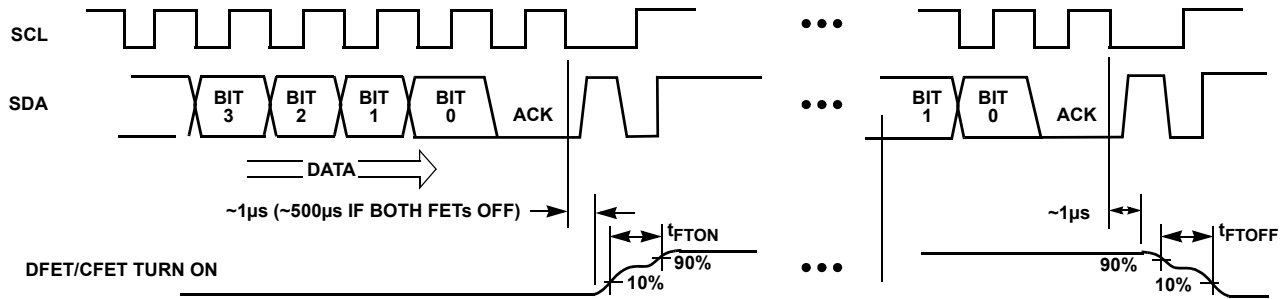 SCL
SDA
BIT 3
BIT 2
BIT 1
BIT 0
ACK
BIT 1
BIT 0
ACK
DATA
~1µs (~500µs IF BOTH FETs OFF)
~1µs
tFTON
tFTOFF
DFET/CFET TURN ON
90%
10%
90%
10%